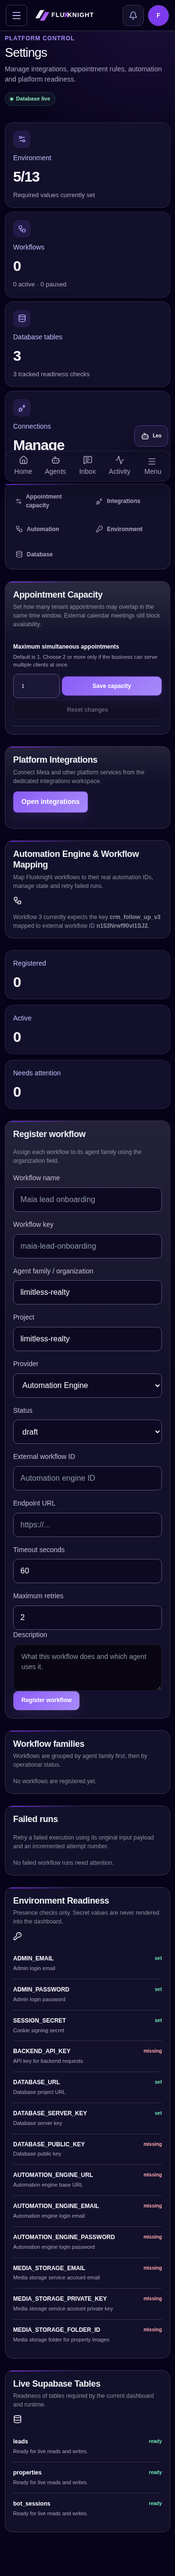 FLUXKNIGHT
F
PLATFORM CONTROL
Settings
Manage integrations, appointment rules, automation
and platform readiness.
Database live
Environment
5/13
Required values currently set
Workflows
0
0 active · 0 paused
Database tables
3
3 tracked readiness checks
Connections
Manage
Leo
Home
Agents
Inbox
Activity
Menu
Appointment
capacity
Integrations
Automation
Environment
Database
Appointment Capacity
Set how many tenant appointments may overlap in the
same time window. External calendar meetings still block
availability.
Maximum simultaneous appointments
Default is 1. Choose 2 or more only if the business can serve
multiple clients at once.
1
Save capacity
Reset changes
Platform Integrations
Connect Meta and other platform services from the
dedicated integrations workspace.
Open integrations
Automation Engine & Workflow
Mapping
Map Fluxknight workflows to their real automation IDs,
manage state and retry failed runs.
Workflow 3 currently expects the key crm_follow_up_v3
mapped to external workflow ID n153Nrwf90vl1SJ2.
Registered
0
Active
0
Needs attention
0
Register workflow
Assign each workflow to its agent family using the
organization field.
Workflow name
Maia lead onboarding
Workflow key
maia-lead-onboarding
Agent family / organization
limitless-realty
Project
limitless-realty
Provider
Automation Engine
Status
draft
External workflow ID
Automation engine ID
Endpoint URL
https://...
Timeout seconds
60
Maximum retries
2
Description
What this workflow does and which agent
uses it.
Register workflow
Workflow families
Workflows are grouped by agent family first, then by
operational status.
No workflows are registered yet.
Failed runs
Retry a failed execution using its original input payload
and an incremented attempt number.
No failed workflow runs need attention.
Environment Readiness
Presence checks only. Secret values are never rendered
into the dashboard.
ADMIN_EMAIL set
Admin login email
ADMIN_PASSWORD set
Admin login password
SESSION_SECRET set
Cookie signing secret
BACKEND_API_KEY missing
API key for backend requests
DATABASE_URL set
Database project URL
DATABASE_SERVER_KEY set
Database server key
DATABASE_PUBLIC_KEY missing
Database public key
AUTOMATION_ENGINE_URL missing
Automation engine base URL
AUTOMATION_ENGINE_EMAIL missing
Automation engine login email
AUTOMATION_ENGINE_PASSWORD missing
Automation engine login password
MEDIA_STORAGE_EMAIL missing
Media storage service account email
MEDIA_STORAGE_PRIVATE_KEY missing
Media storage service account private key
MEDIA_STORAGE_FOLDER_ID missing
Media storage folder for property images
Live Supabase Tables
Readiness of tables required by the current dashboard
and runtime.
leads ready
Ready for live reads and writes.
properties ready
Ready for live reads and writes.
bot_sessions ready
Ready for live reads and writes.